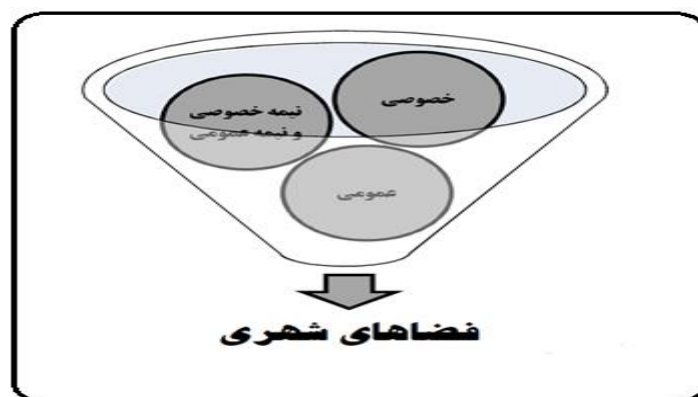 خصوصی
نیمه خصوصی
و نیمه عمومی
عمومی
فضاهای شهری